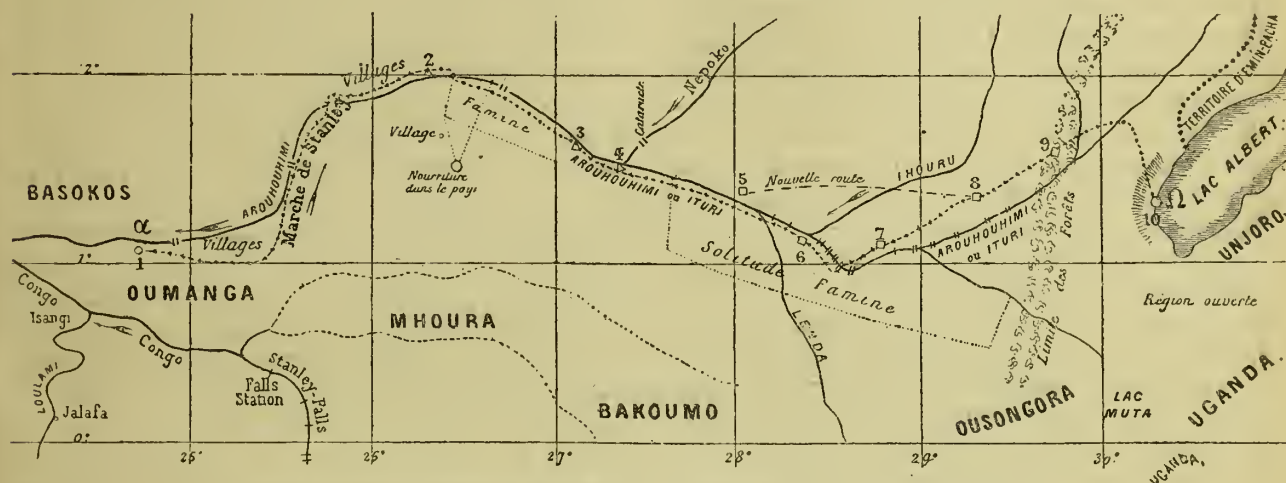 2°
Villages
2
Marche de Stanley
Famine
Village
Nourriture
dans le pays
3
Cataracte
4
Nepoko
AROUHOUHIMI
ou ITURI
5
Nouvelle route
IHOURU
8
9
TERRITOIRE D'EMIN-PACHA
LAC ALBERT
Ω
10
UNJORO
BASOKOS
AROUHOUHIMI
α
1
Villages
1°
OUMANGA
Solitude
6
7
Famine
AROUHOUHIMI
ou ITURI
Limite des Forêts
Région ouverte
Congo
Isangi
Congo
MHOURA
LENDA
LOULAMI
Jalafa
Falls
Station
Stanley-Falls
BAKOUMO
OUSONGORA
LAC
MUTA
UGANDA.
0°
25°
26°
27°
28°
29°
30°
UGANDA,